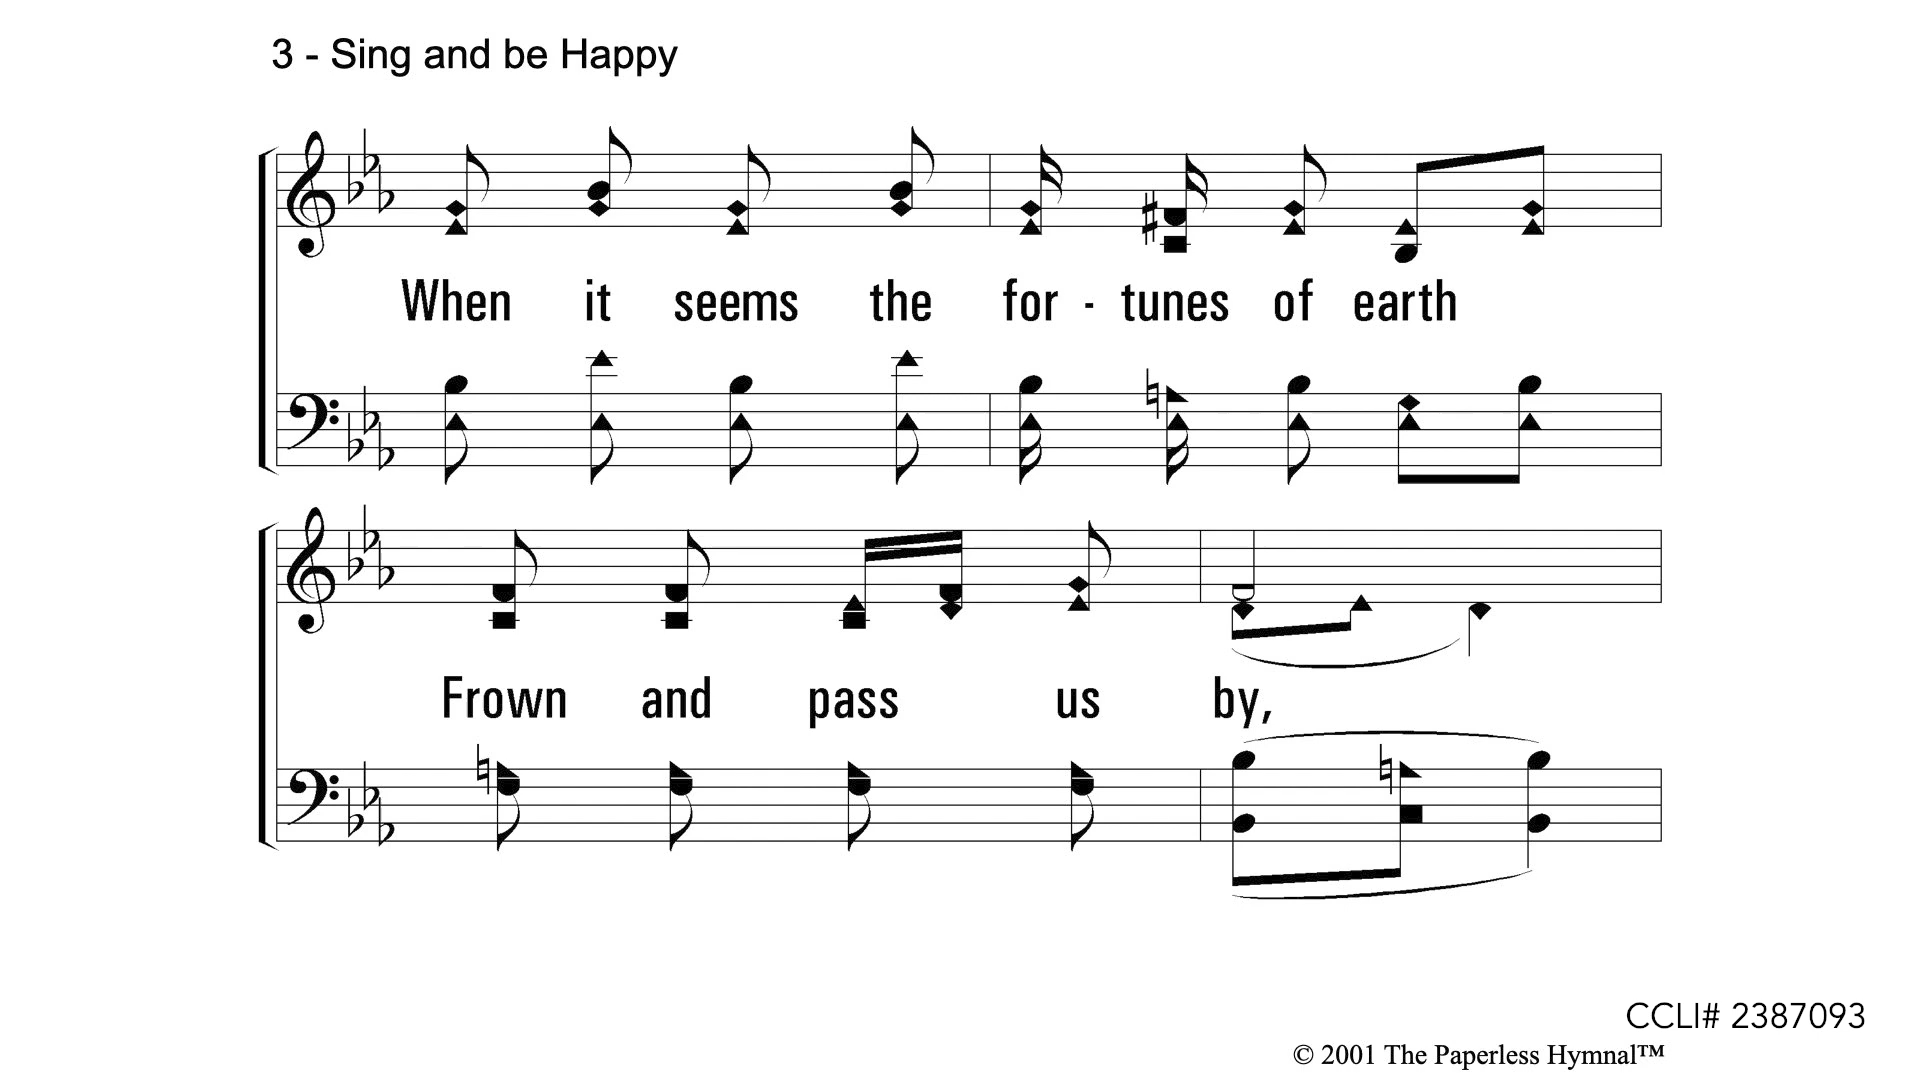 3 - Sing and be Happy
When it seems the for - tunes of earth
Frown and pass us by,
CCLI# 2387093
© 2001 The Paperless Hymnal™